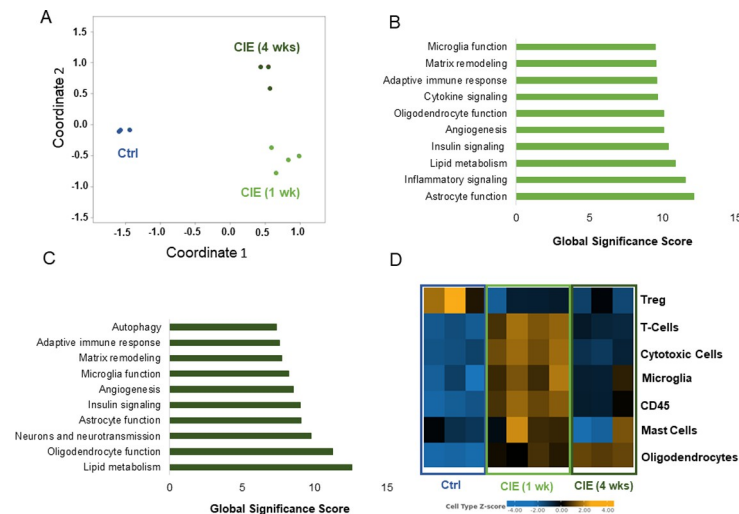 A
1.5
1.0
0.5
0.0
-0.5
-1.0
-1.5
Coordinate 2
CIE (4 wks)
Ctrl
CIE (1 wk)
-1.5
-1.0
-0.5
0.0
0.5
1.0
Coordinate 1
B
Microglia function
Matrix remodeling
Adaptive immune response
Cytokine signaling
Oligodendrocyte function
Angiogenesis
Insulin signaling
Lipid metabolism
Inflammatory signaling
Astrocyte function
0
5
10
15
Global Significance Score
C
Autophagy
Adaptive immune response
Matrix remodeling
Microglia function
Angiogenesis
Insulin signaling
Astrocyte function
Neurons and neurotransmission
Oligodendrocyte function
Lipid metabolism
0
5
10
15
Global Significance Score
D
Treg
T-Cells
Cytotoxic Cells
Microglia
CD45
Mast Cells
Oligodendrocytes
Ctrl
CIE (1 wk)
CIE (4 wks)
Cell Type Z-score
-4.00
-2.00
0.00
2.00
4.00